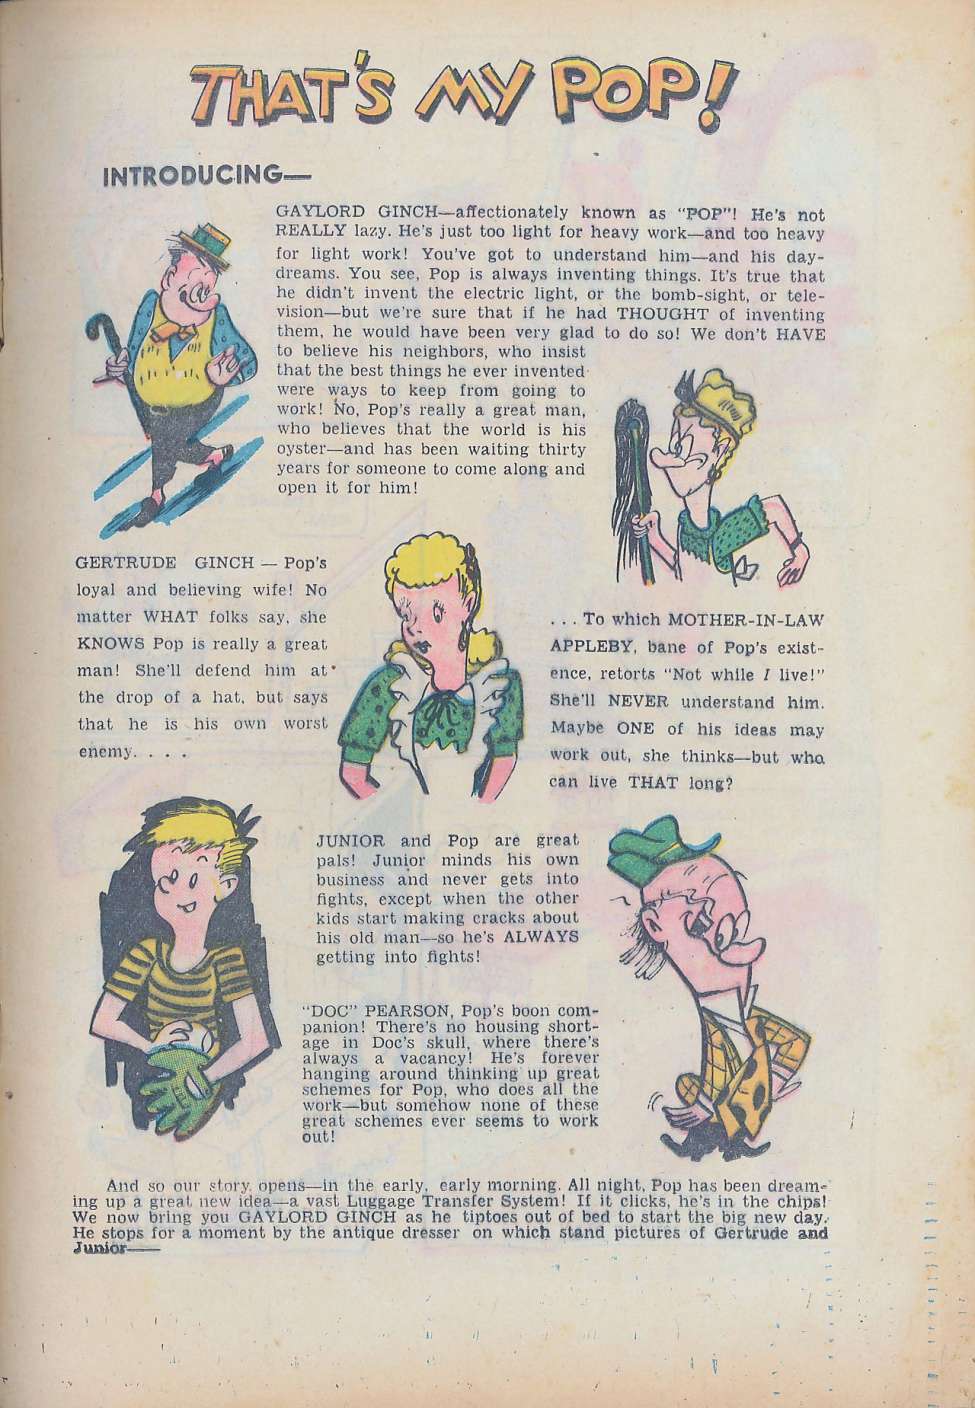 THAT'S MY POP!
INTRODUCING—
GAYLORD GINCH—affectionately known as "POP"! He's not
REALLY lazy. He's just too light for heavy work—and too heavy
for light work! You've got to understand him—and his day-
dreams. You see, Pop is always inventing things. It's true that
he didn't invent the electric light, or the bomb-sight, or tele-
vision—but we're sure that if he had THOUGHT of inventing
them, he would have been very glad to do so! We don't HAVE
to believe his neighbors, who insist
that the best things he ever invented
were ways to keep from going to
work! No, Pop's really a great man,
who believes that the world is his
oyster—and has been waiting thirty
years for someone to come along and
open it for him!
GERTRUDE GINCH — Pop's
loyal and believing wife! No
matter WHAT folks say, she
KNOWS Pop is really a great
man! She'll defend him at
the drop of a hat, but says
that he is his own worst
enemy. . . .
. . . To which MOTHER-IN-LAW
APPLEBY, bane of Pop's exist-
ence, retorts "Not while I live!"
She'll NEVER understand him.
Maybe ONE of his ideas may
work out, she thinks—but who
can live THAT long?
JUNIOR and Pop are great
pals! Junior minds his own
business and never gets into
fights, except when the other
kids start making cracks about
his old man—so he's ALWAYS
getting into fights!
"DOC" PEARSON, Pop's boon com-
panion! There's no housing short-
age in Doc's skull, where there's
always a vacancy! He's forever
hanging around thinking up great
schemes for Pop, who does all the
work—but somehow none of these
great schemes ever seems to work
out!
And so our story opens—in the early, early morning. All night, Pop has been dream-
ing up a great new idea—a vast Luggage Transfer System! If it clicks, he's in the chips!
We now bring you GAYLORD GINCH as he tiptoes out of bed to start the big new day.
He stops for a moment by the antique dresser on which stand pictures of Gertrude and
Junior——